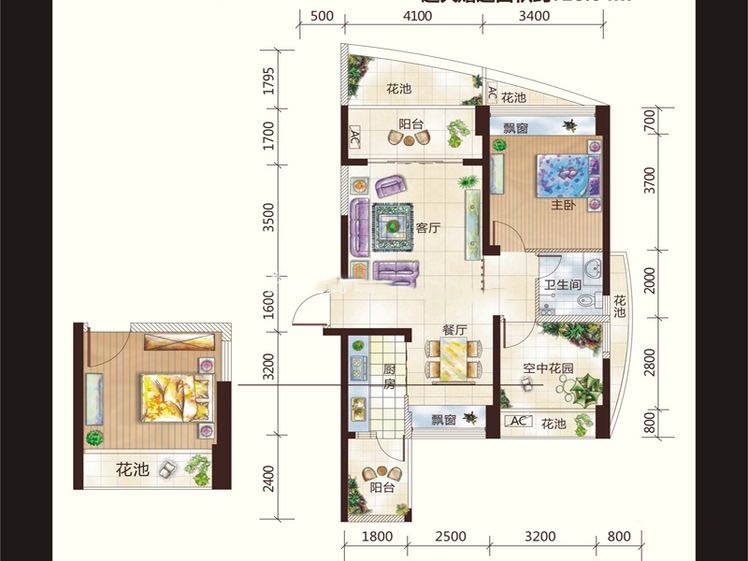 500 4100 3400
1795
1700
3500
1600
3200
2400
花池
AC
花池
阳台
AC
飘窗
主卧
客厅
卫生间
花池
餐厅
厨房
空中花园
飘窗
AC
花池
阳台
花池
700
3700
2000
2800
800
1800 2500 3200 800